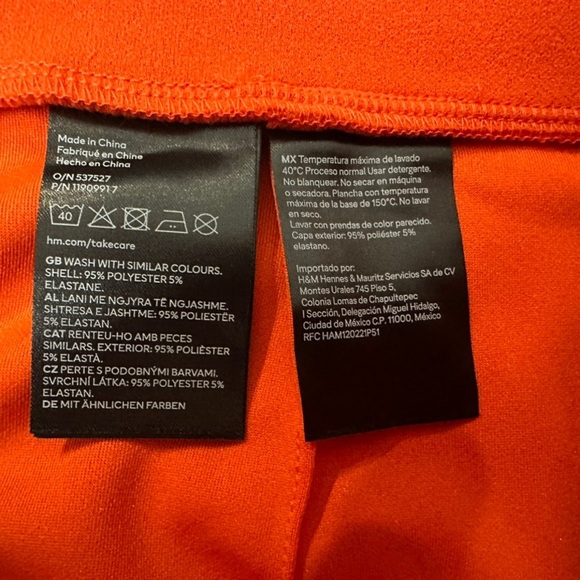 Made in China
Fabriqué en Chine
Hecho en China
O/N 537527
P/N 1190991 7
40
hm.com/takecare
GB WASH WITH SIMILAR COLOURS.
SHELL: 95% POLYESTER 5%
ELASTANE.
AL LANI ME NGJYRA TË NGJASHME.
SHTRESA E JASHTME: 95% POLIESTËR
5% ELASTAN.
CAT RENTEU-HO AMB PECES
SIMILARS. EXTERIOR: 95% POLIÈSTER
5% ELASTÀ.
CZ PERTE S PODOBNÝMI BARVAMI.
SVRCHNÍ LÁTKA: 95% POLYESTER 5%
ELASTAN.
DE MIT ÄHNLICHEN FARBEN
MX Temperatura máxima de lavado
40°C Proceso normal Usar detergente.
No blanquear. No secar en máquina
o secadora. Plancha con temperatura
máxima de la base de 150°C. No lavar
en seco.
Lavar con prendas de color parecido.
Capa exterior: 95% poliéster 5%
elastano.
Importado por:
H&M Hennes & Mauritz Servicios SA de CV
Montes Urales 745 Piso 5,
Colonia Lomas de Chapultepec
I Sección, Delegación Miguel Hidalgo,
Ciudad de México C.P. 11000, México
RFC HAM120221P51